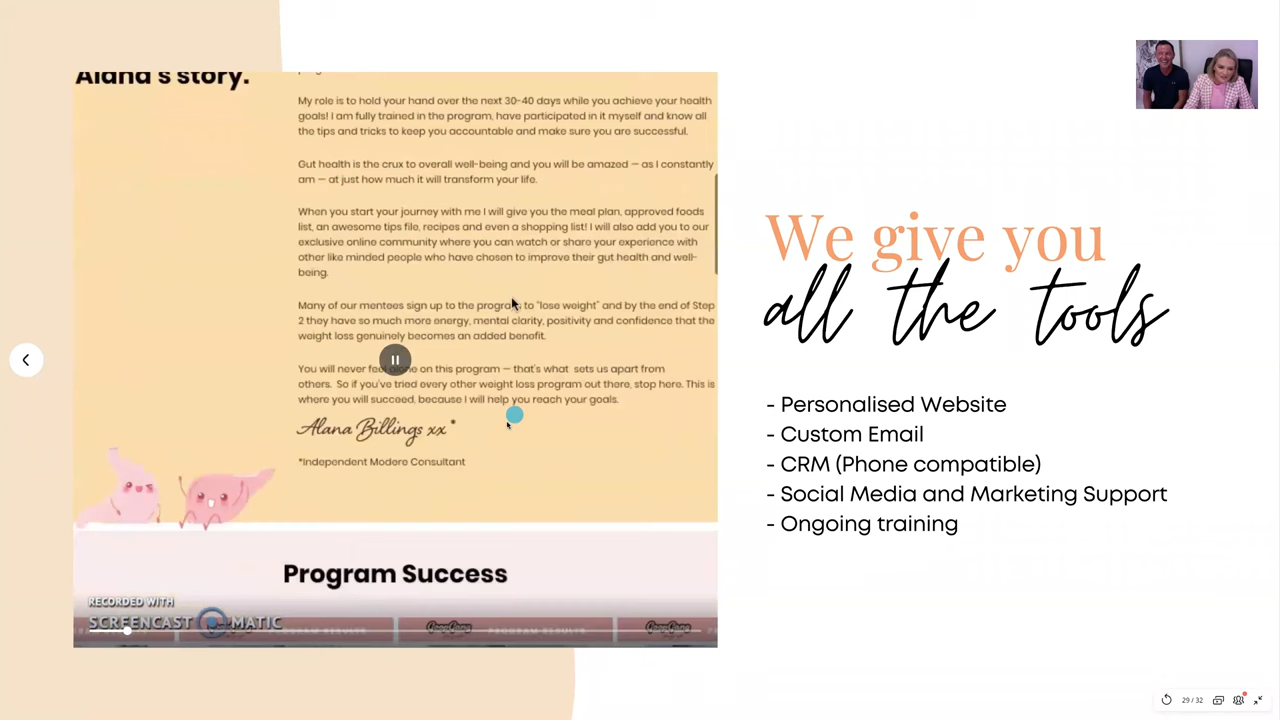 Alana's story.
My role is to hold your hand over the next 30-40 days while you achieve your health
goals! I am fully trained in the program, have participated in it myself and know all
the tips and tricks to keep you accountable and make sure you are successful.
Gut health is the crux to overall well-being and you will be amazed — as I constantly
am — at just how much it will transform your life.
When you start your journey with me I will give you the meal plan, approved foods
list, an awesome tips file, recipes and even a shopping list! I will also add you to our
exclusive online community where you can watch or share your experience with
other like minded people who have chosen to improve their gut health and well-
being.
Many of our mentees sign up to the program to "lose weight" and by the end of Step
2 they have so much more energy, mental clarity, positivity and confidence that the
weight loss genuinely becomes an added benefit.
You will never feel alone on this program — that's what sets us apart from
others. So if you've tried every other weight loss program out there, stop here. This is
where you will succeed, because I will help you reach your goals.
Alana Billings xx *
*Independent Modere Consultant
Program Success
RECORDED WITH
SCREENCAST MATIC
PROGRAM RESULTS
We give you
all the tools
- Personalised Website
- Custom Email
- CRM (Phone compatible)
- Social Media and Marketing Support
- Ongoing training
29 / 32